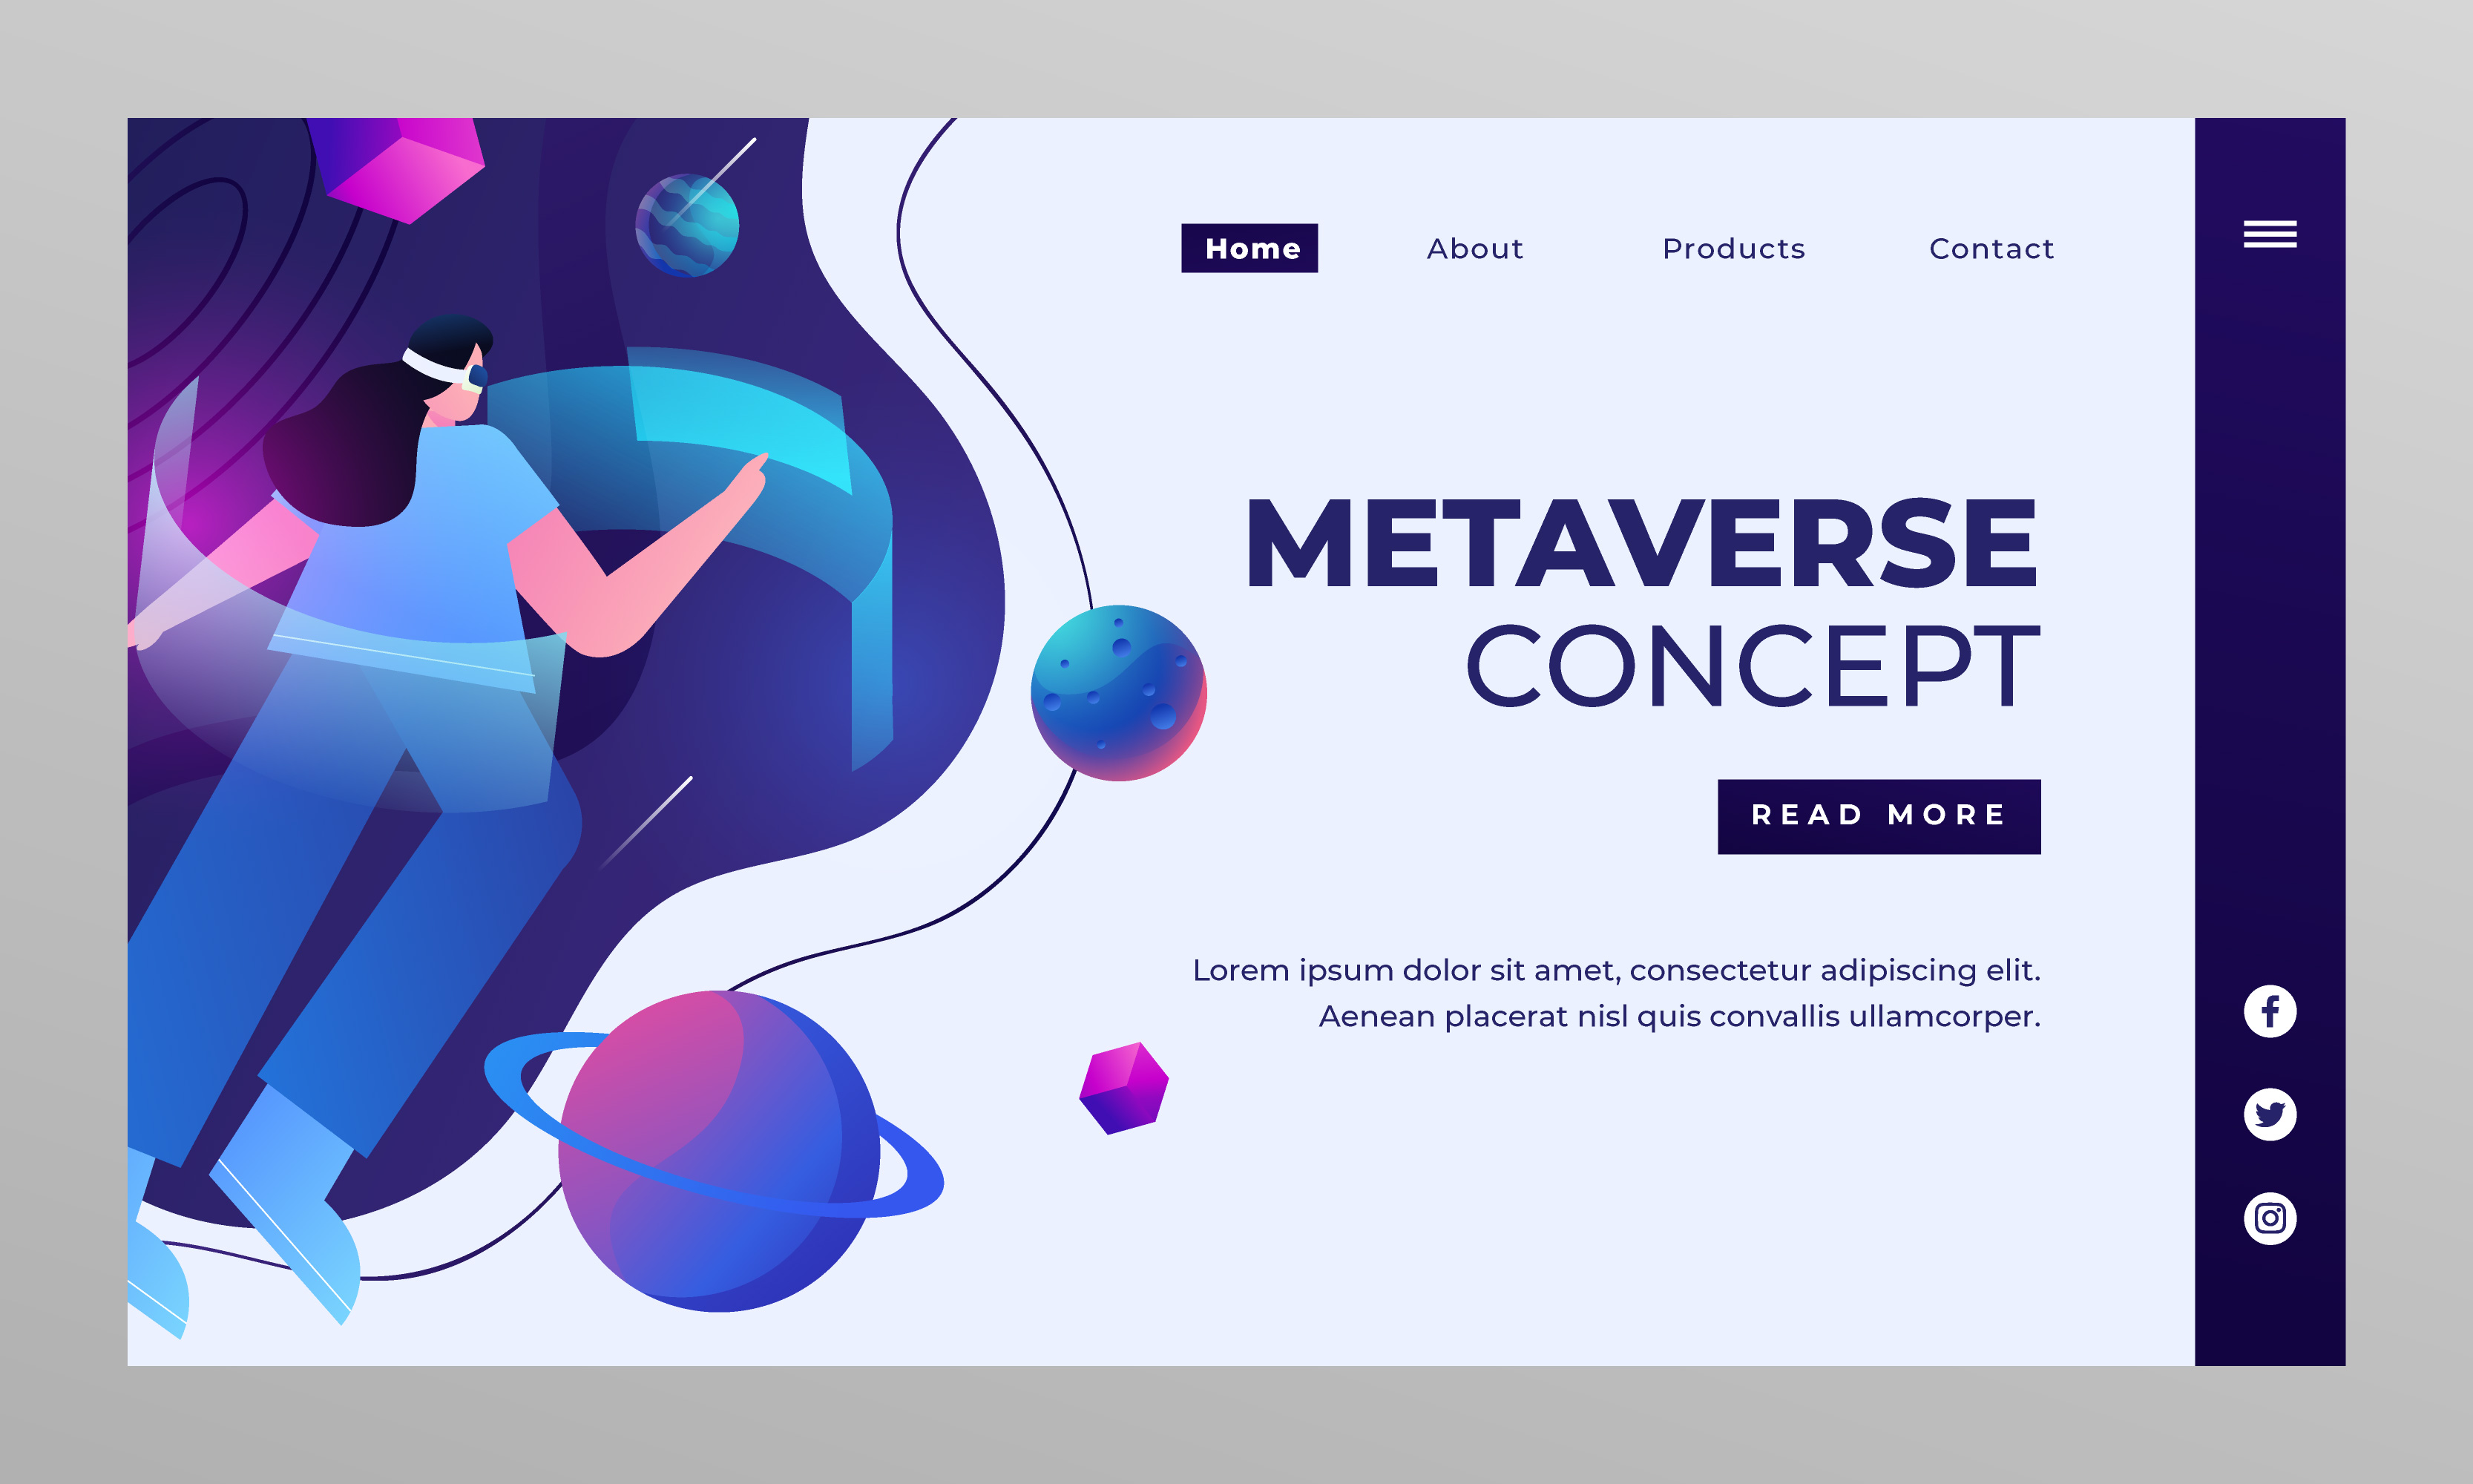 Home
About
Products
Contact
METAVERSE
CONCEPT
READ MORE
Lorem ipsum dolor sit amet, consectetur adipiscing elit.
Aenean placerat nisl quis convallis ullamcorper.